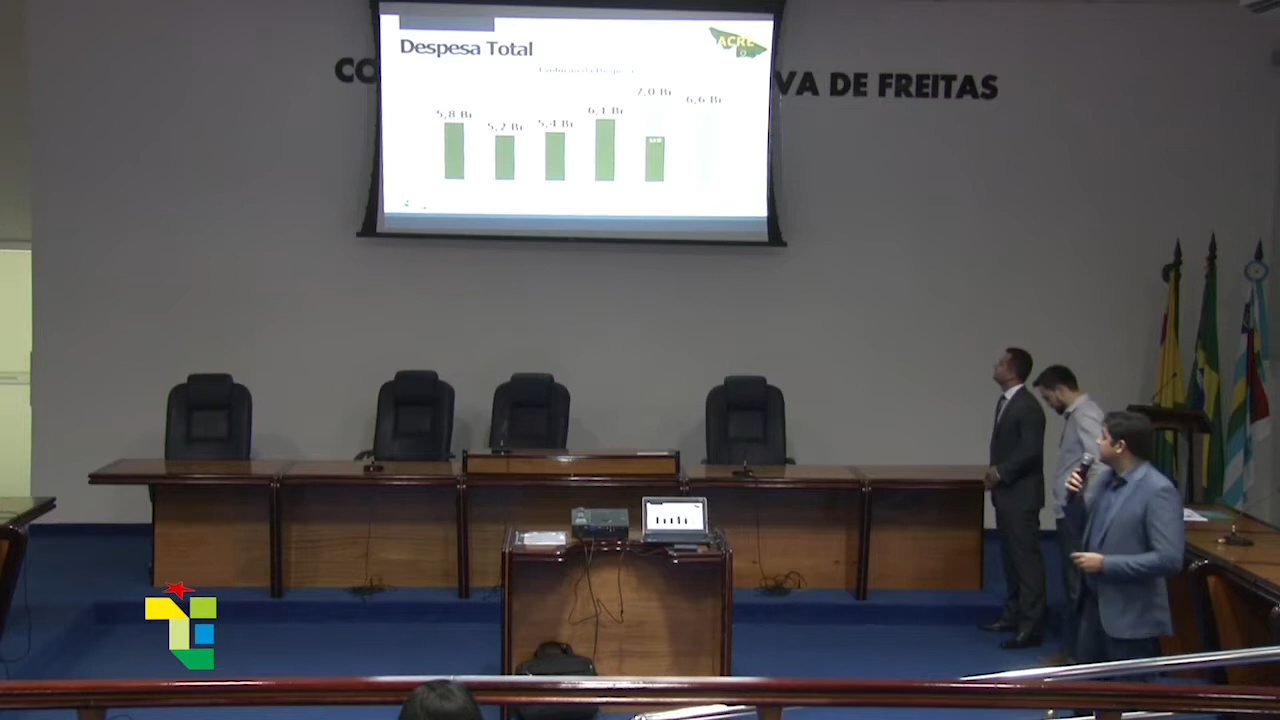 Despesa Total
ACRE
7,0 Bi
6,6 Bi
5,8 Bi
5,2 Bi
5,4 Bi
6,1 Bi
CO
VA DE FREITAS